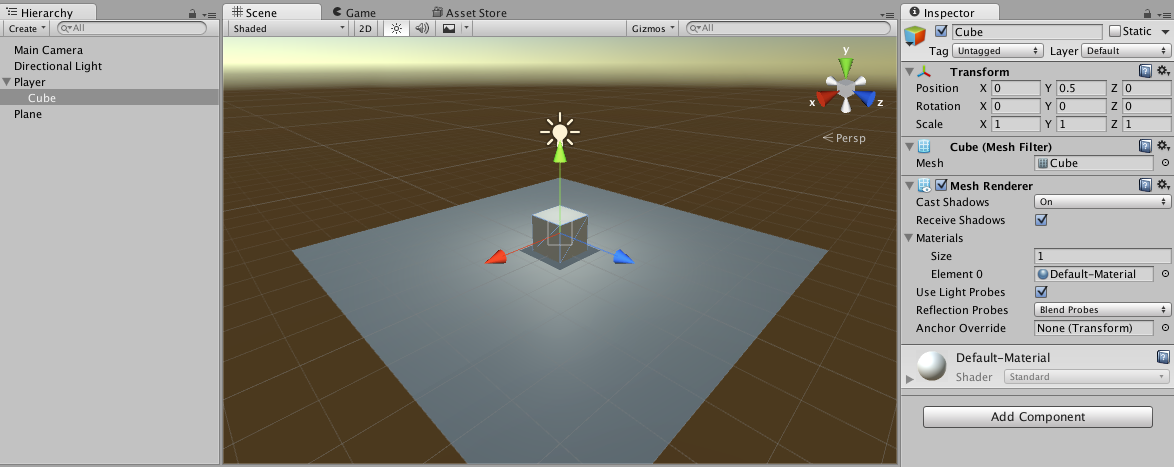 Hierarchy
Create All
Main Camera
Directional Light
Player
Cube
Plane
Scene Game Asset Store
Shaded 2D Gizmos All
y
x z
Persp
Inspector
Cube Static
Tag Untagged Layer Default
Transform
Position X 0 Y 0.5 Z 0
Rotation X 0 Y 0 Z 0
Scale X 1 Y 1 Z 1
Cube (Mesh Filter)
Mesh Cube
Mesh Renderer
Cast Shadows On
Receive Shadows
Materials
Size 1
Element 0 Default-Material
Use Light Probes
Reflection Probes Blend Probes
Anchor Override None (Transform)
Default-Material
Shader Standard
Add Component